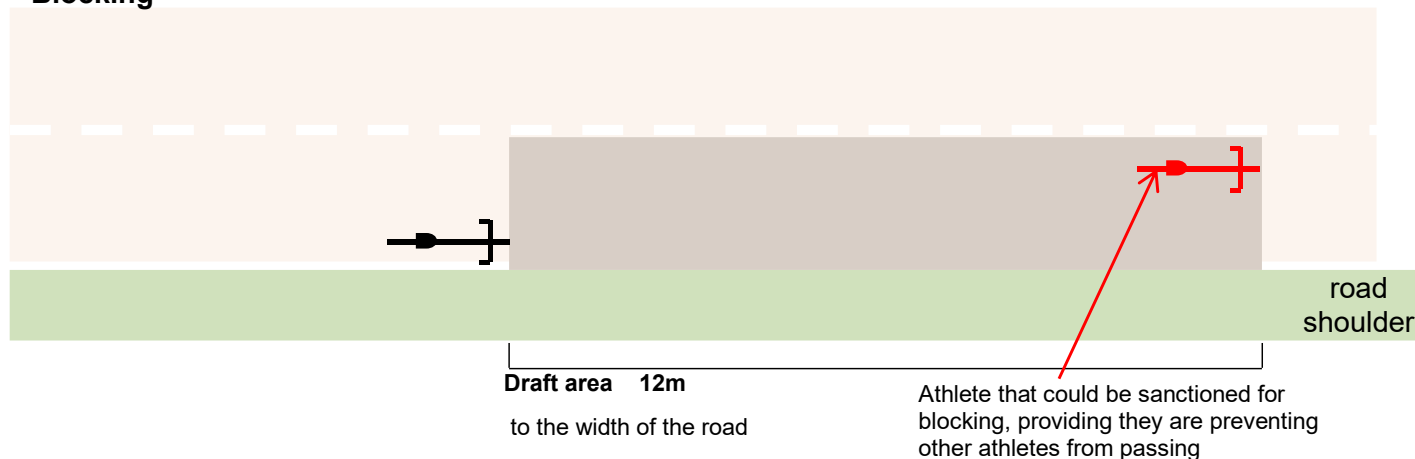 Blocking
road
shoulder
Draft area 12m
to the width of the road
Athlete that could be sanctioned for
blocking, providing they are preventing
other athletes from passing